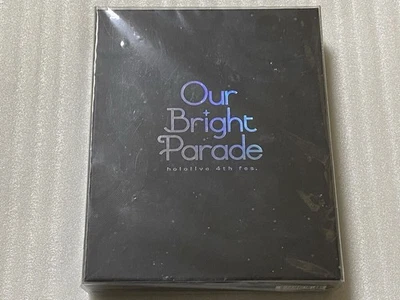 Our
Bright
Parade
hololive 4th fes.